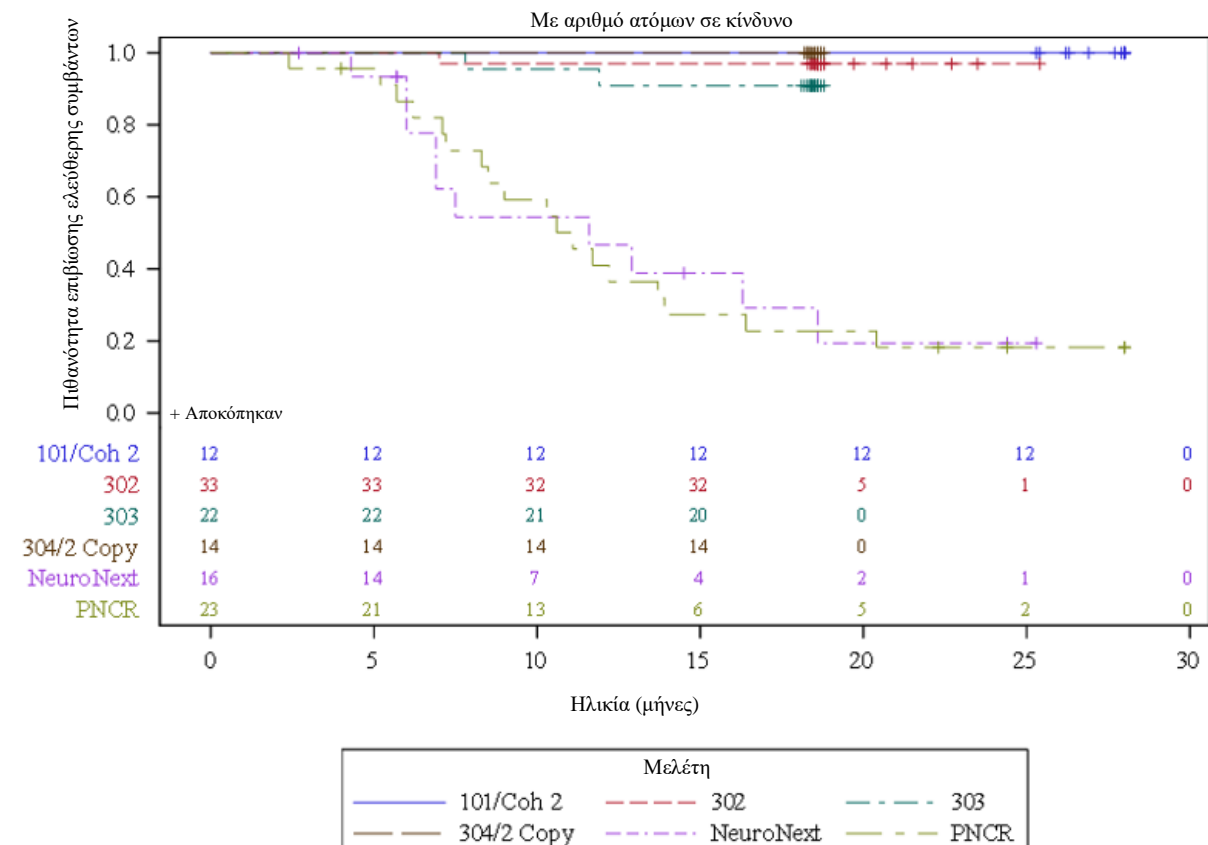 Με αριθμό ατόμων σε κίνδυνο
Πιθανότητα επιβίωσης ελεύθερης συμβάντων
1.0
0.8
0.6
0.4
0.2
0.0
+ Αποκόπηκαν
101/Coh 2 12 12 12 12 12 12 0
302 33 33 32 32 5 1 0
303 22 22 21 20 0
304/2 Copy 14 14 14 14 0
NeuroNext 16 14 7 4 2 1 0
PNCR 23 21 13 6 5 2 0
0 5 10 15 20 25 30
Ηλικία (μήνες)
Μελέτη
101/Coh 2 302 303
304/2 Copy NeuroNext PNCR